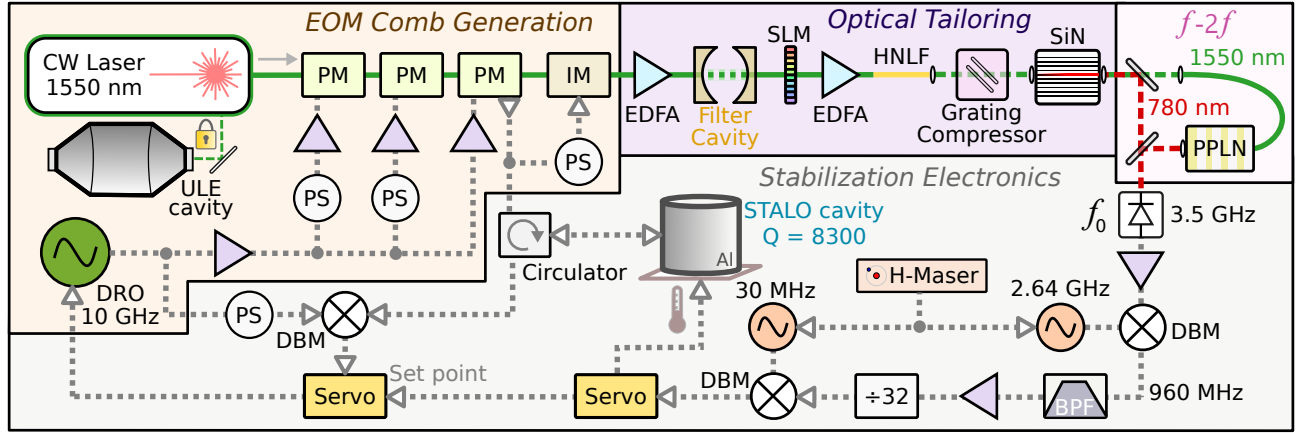 EOM Comb Generation
CW Laser
1550 nm
PM
PM
PM
IM
ULE
cavity
PS
PS
PS
DRO
10 GHz
PS
DBM
Optical Tailoring
EDFA
Filter
Cavity
SLM
EDFA
HNLF
Grating
Compressor
SiN
f-2f
1550 nm
780 nm
PPLN
Stabilization Electronics
STALO cavity
Q = 8300
Al
Circulator
f0
3.5 GHz
H-Maser
30 MHz
2.64 GHz
DBM
Servo
Set point
Servo
DBM
÷32
BPF
960 MHz